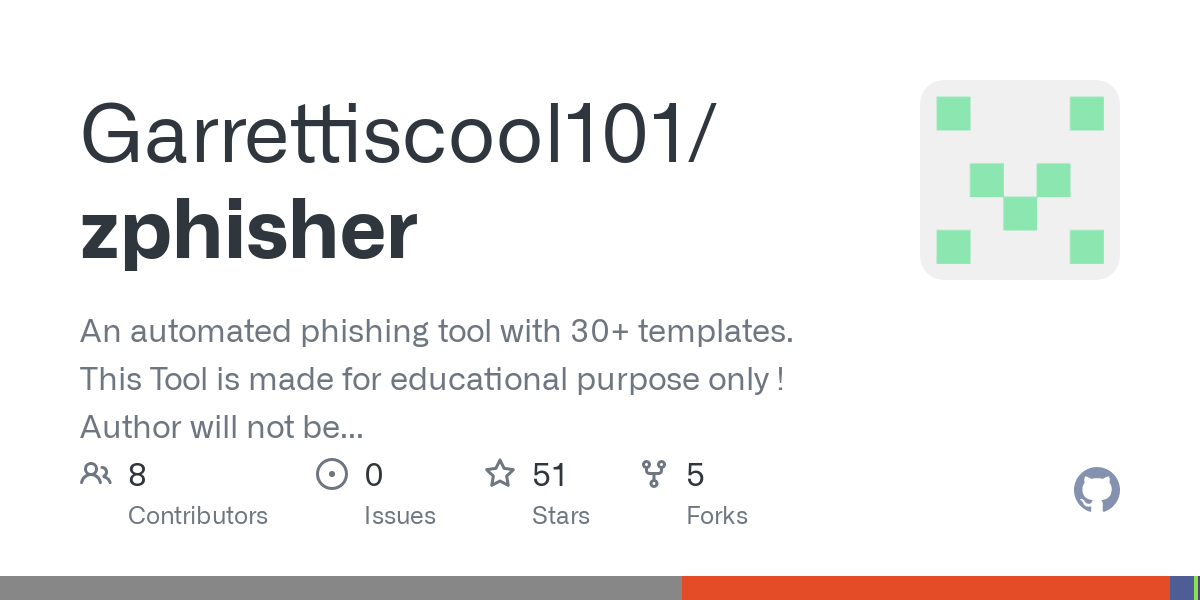 Garrettiscool101/
zphisher
An automated phishing tool with 30+ templates.
This Tool is made for educational purpose only !
Author will not be...
8
Contributors
0
Issues
51
Stars
5
Forks